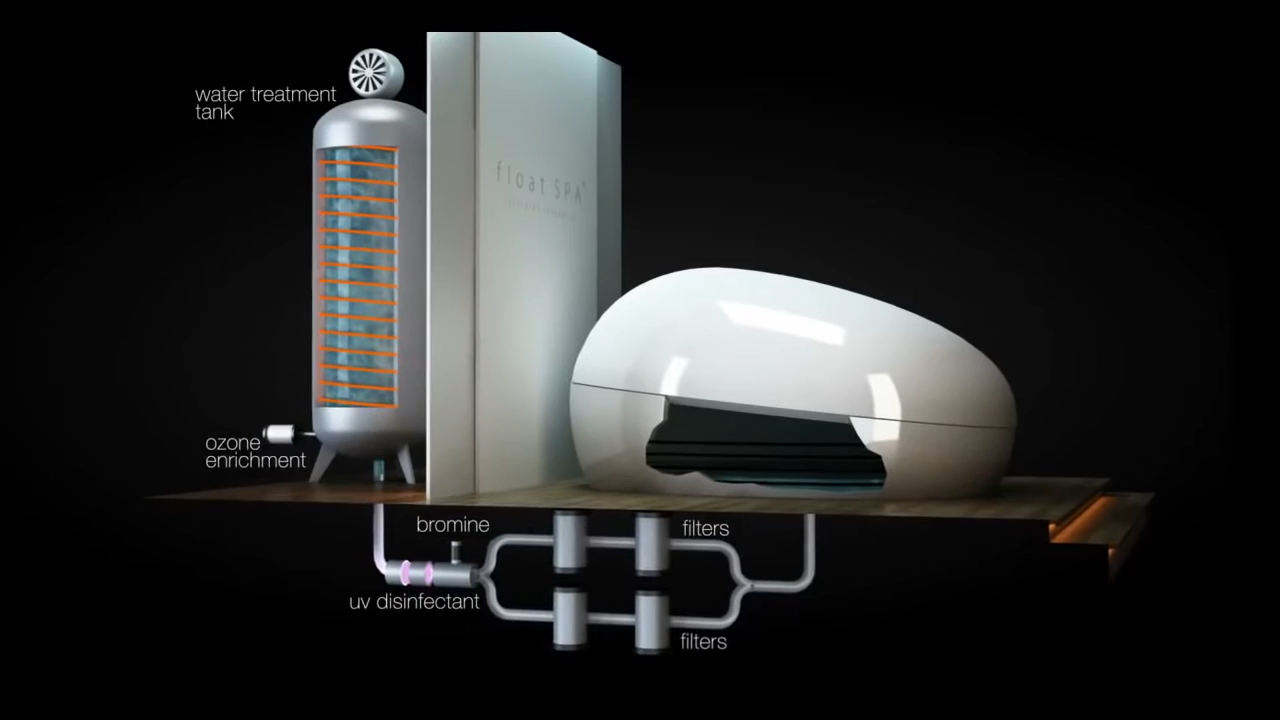 water treatment
tank
float SPA
ozone
enrichment
bromine
filters
uv disinfectant
filters